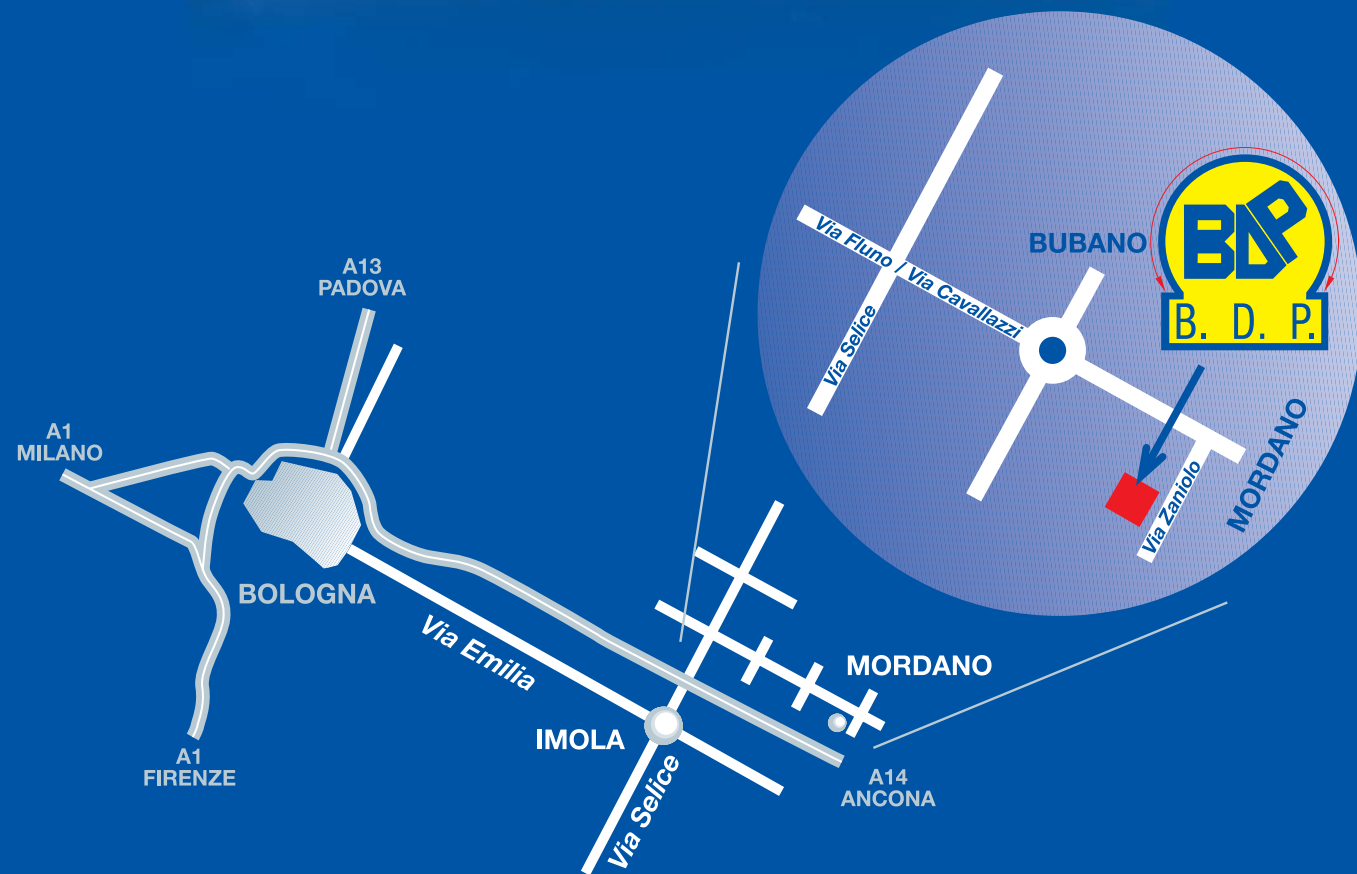 BDP
B. D. P.
BUBANO
Via Fluno / Via Cavallazzi
Via Selice
Via Zaniolo
MORDANO
A13
PADOVA
A1
MILANO
BOLOGNA
Via Emilia
MORDANO
IMOLA
Via Selice
A1
FIRENZE
A14
ANCONA